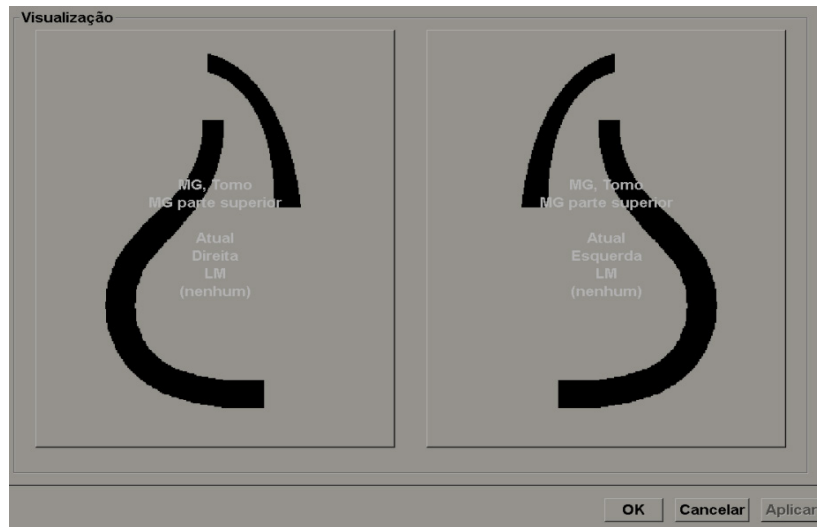 Visualização
MG, Tomo
MG parte superior
Atual
Direita
LM
(nenhum)
MG, Tomo
MG parte superior
Atual
Esquerda
LM
(nenhum)
OK Cancelar Aplicar